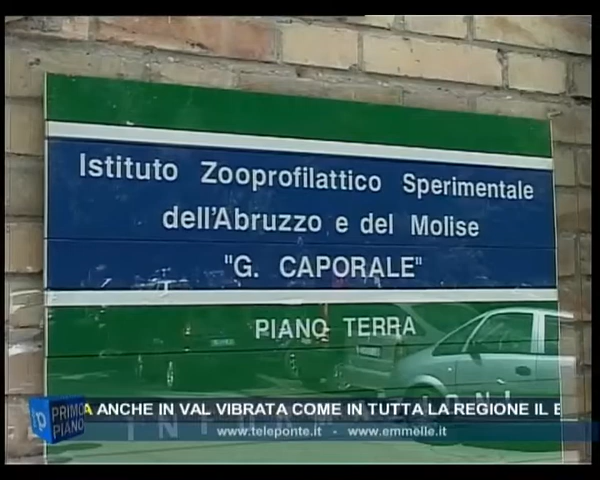 Istituto Zooprofilattico Sperimentale
dell'Abruzzo e del Molise
"G. CAPORALE"
PIANO TERRA
PRIMO
PIANO
A ANCHE IN VAL VIBRATA COME IN TUTTA LA REGIONE IL E
www.teleponte.it - www.emmelle.it